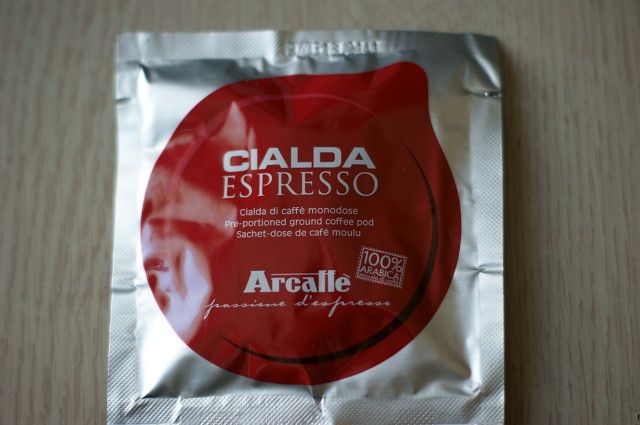 CIALDA
ESPRESSO
Cialda di caffè monodose
Pre-portioned ground coffee pod
Sachet-dose de café moulu
100%
ARABICA
Arcaffè
passione d'espresso